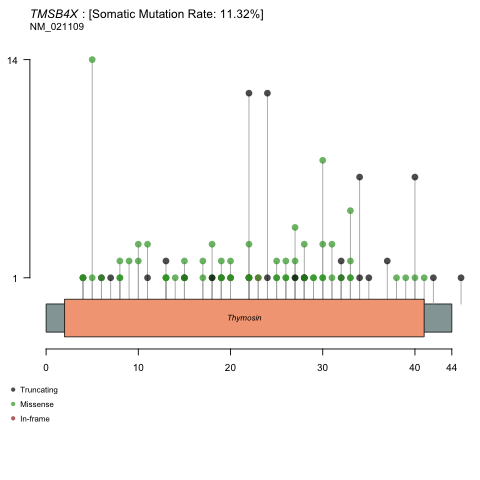 TMSB4X : [Somatic Mutation Rate: 11.32%]
NM_021109
14
1
Thymosin
0 10 20 30 40 44
Truncating
Missense
In-frame